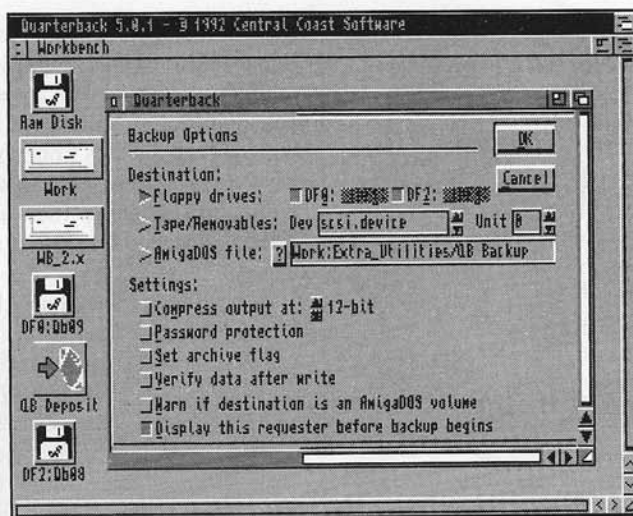 Quarterback 5.0.1 - © 1992 Central Coast Software
Workbench
Ram Disk
Work
WB_2.x
DF0:Qb09
QB Deposit
DF2:Qb08
Quarterback
Backup Options
OK
Cancel
Destination:
Floppy drives: DF0: DF2:
Tape/Removables: Dev scsi.device Unit 0
AmigaDOS file: ? Work:Extra_Utilities/QB Backup
Settings:
Compress output at: 12-bit
Password protection
Set archive flag
Verify data after write
Warn if destination is an AmigaDOS volume
Display this requester before backup begins